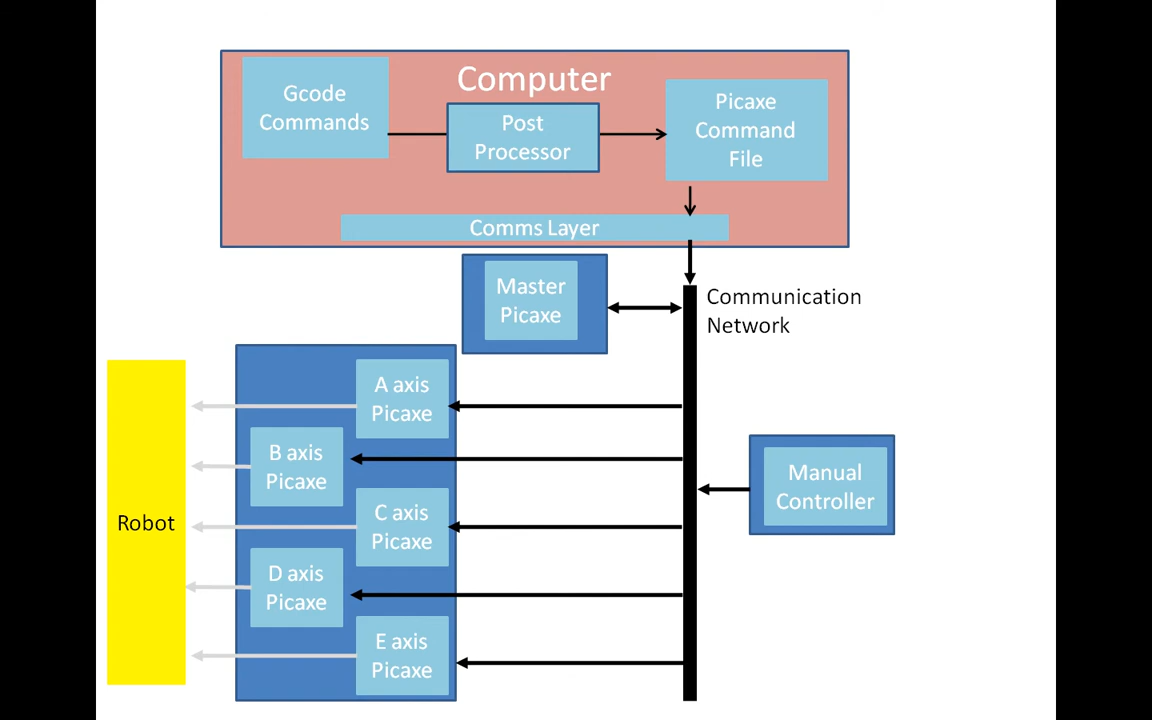 Computer
Gcode
Commands
Post
Processor
Picaxe
Command
File
Comms Layer
Master
Picaxe
Communication
Network
A axis
Picaxe
B axis
Picaxe
C axis
Picaxe
D axis
Picaxe
E axis
Picaxe
Robot
Manual
Controller